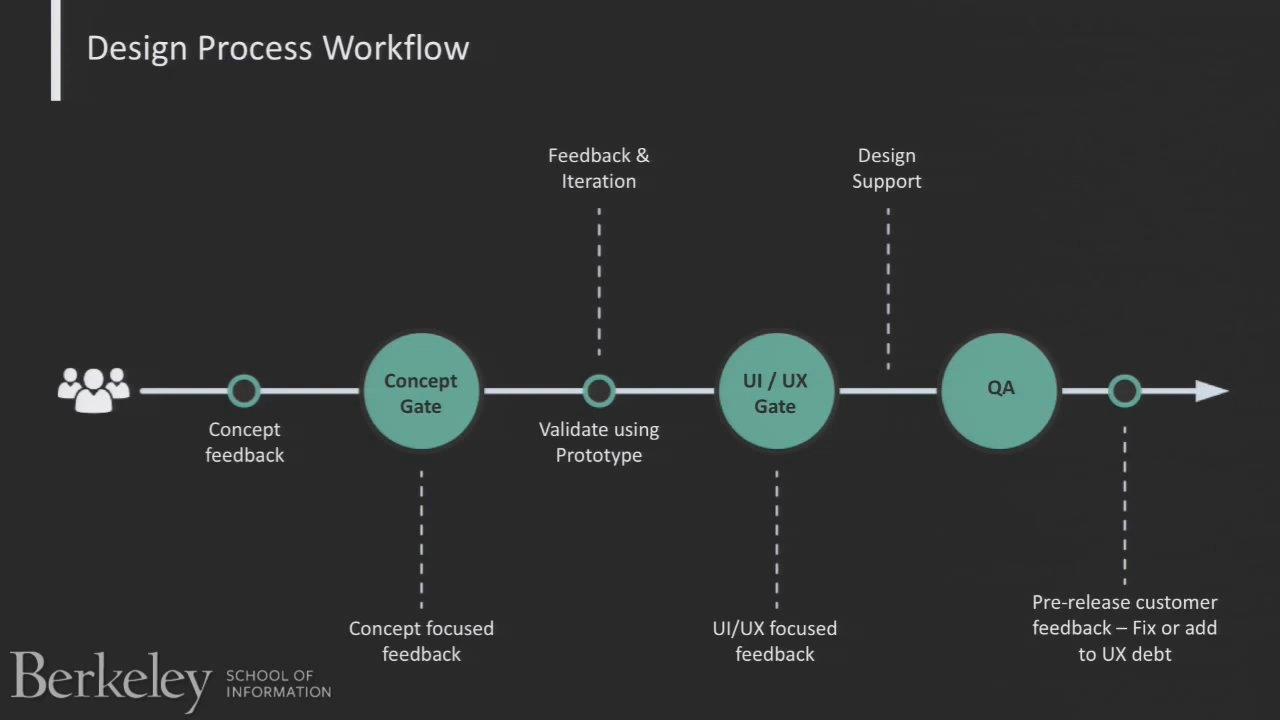 Design Process Workflow
Feedback &
Iteration
Design
Support
Concept
Gate
UI / UX
Gate
QA
Concept
feedback
Validate using
Prototype
Concept focused
feedback
UI/UX focused
feedback
Pre-release customer
feedback – Fix or add
to UX debt
Berkeley
SCHOOL OF
INFORMATION